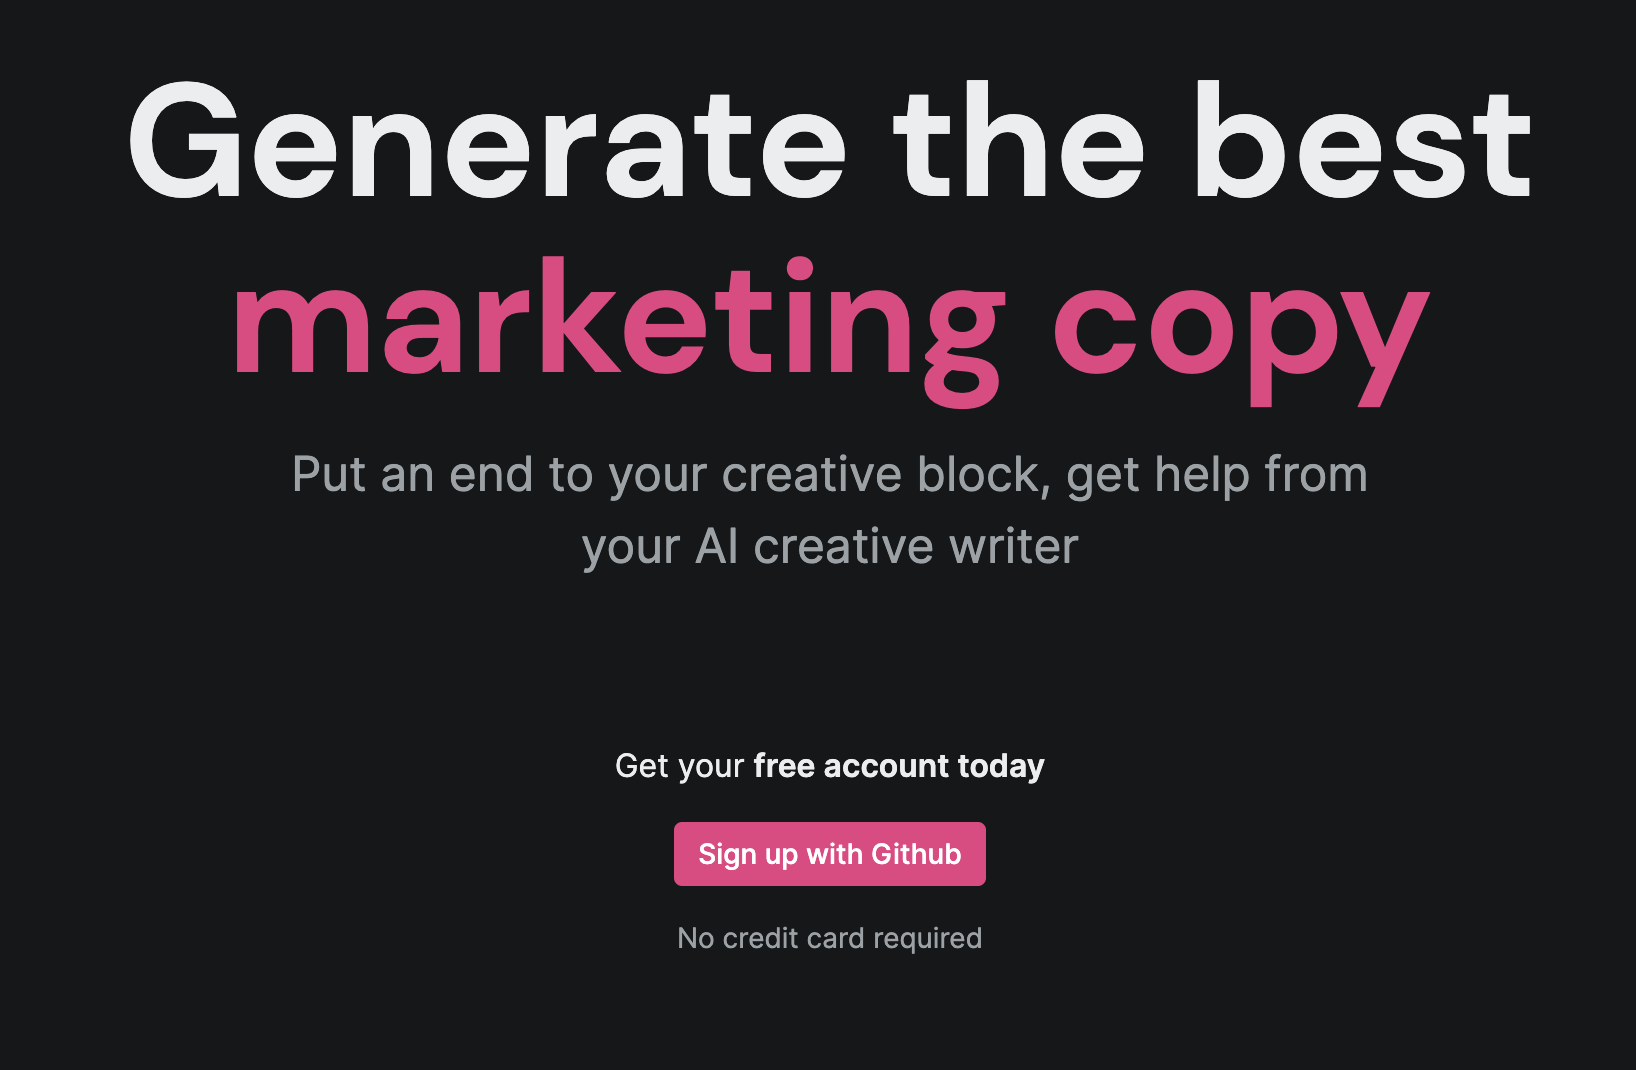 Generate the best
marketing copy
Put an end to your creative block, get help from
your AI creative writer
Get your free account today
Sign up with Github
No credit card required